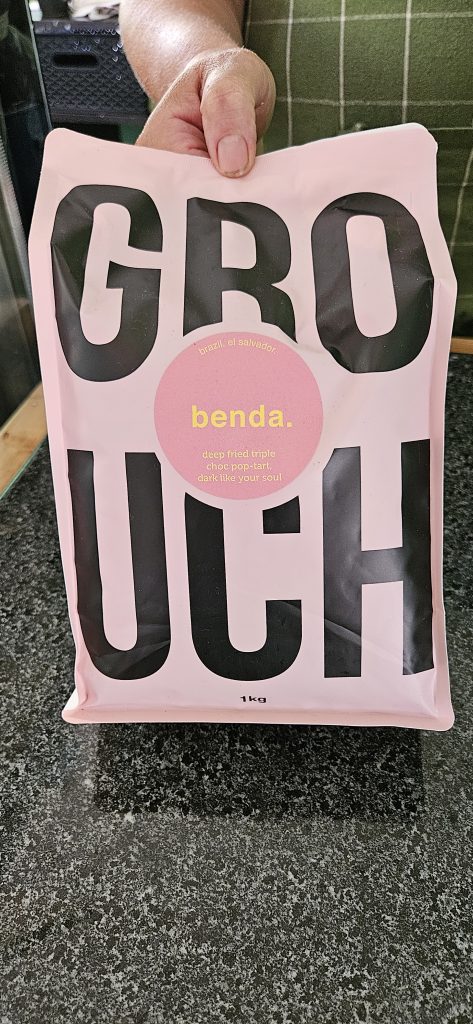 GRO
brazil. el salvador.
benda.
deep fried triple
choc pop-tart,
dark like your soul
UCH
1kg